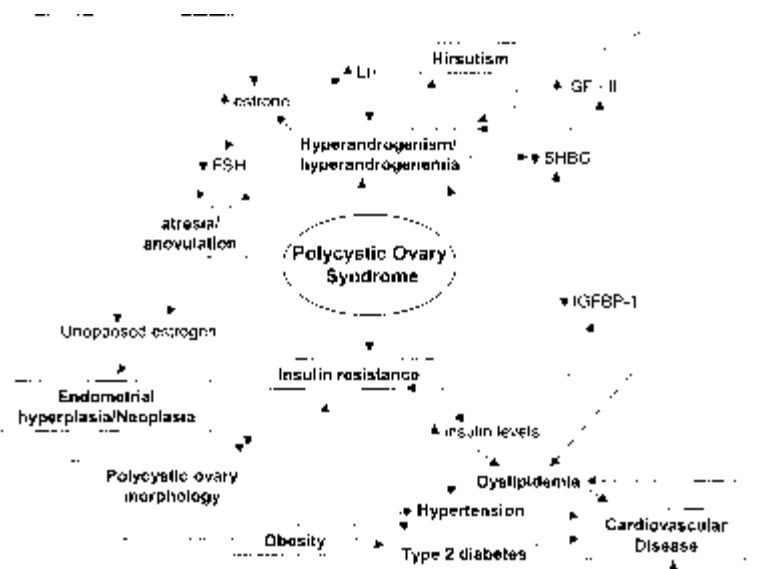 Hirsutism
LH
estrone
GF - II
Hyperandrogenism/
hyperandrogenemia
FSH
SHBG
atresia/
anovulation
Polycystic Ovary
Syndrome
IGFBP-1
Unopposed estrogen
Insulin resistance
Endometrial
hyperplasia/Neoplasia
insulin levels
Polycystic ovary
morphology
Dyslipidemia
Hypertension
Cardiovascular
Disease
Obesity
Type 2 diabetes